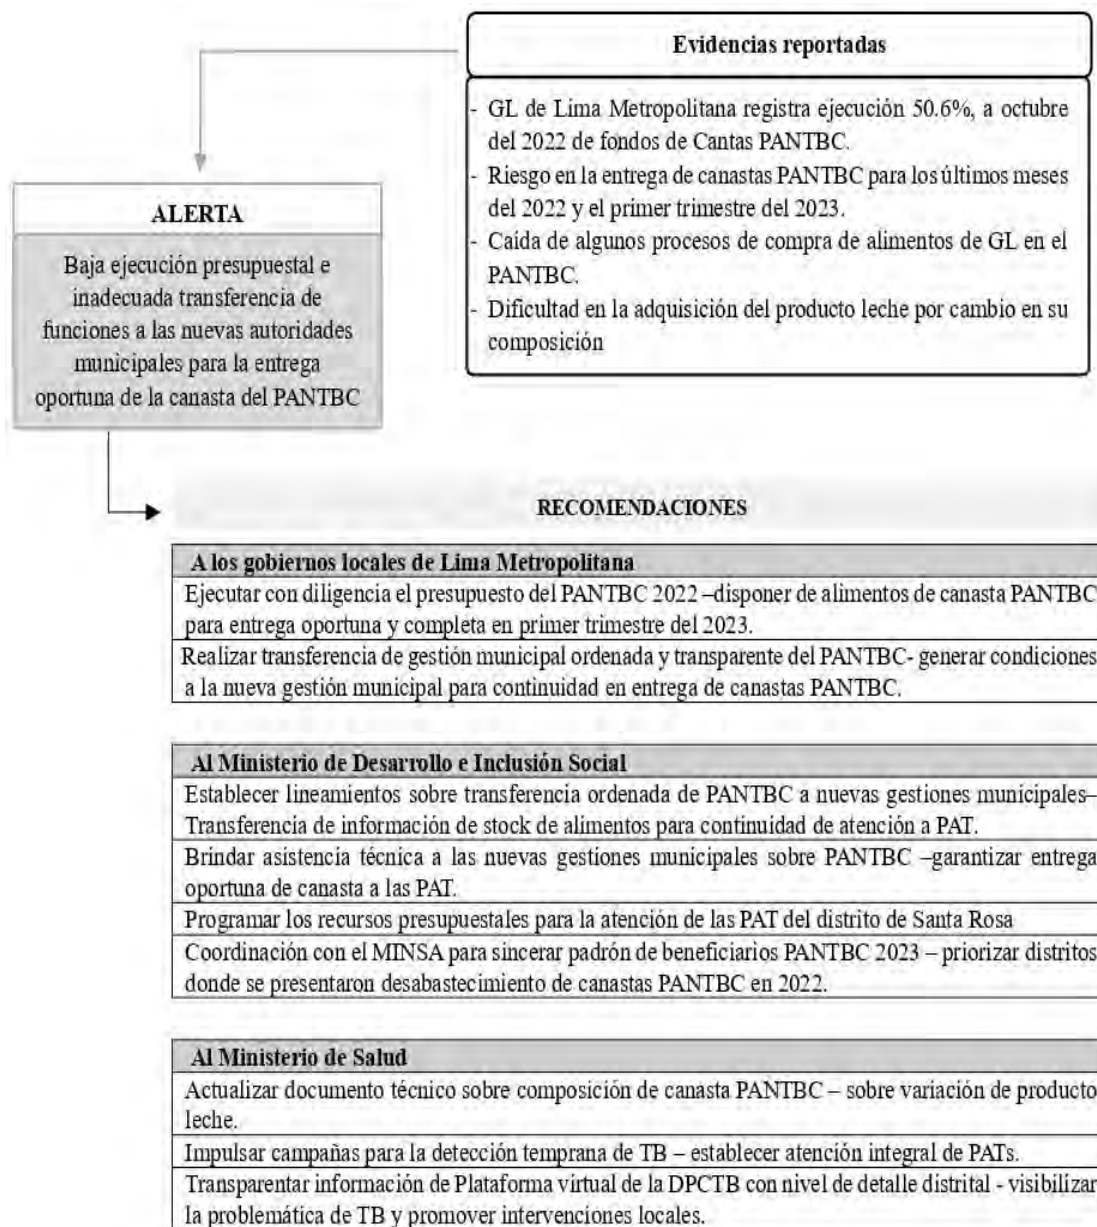 Evidencias reportadas
- GL de Lima Metropolitana registra ejecución 50.6%, a octubre
del 2022 de fondos de Cantas PANTBC.
- Riesgo en la entrega de canastas PANTBC para los últimos meses
del 2022 y el primer trimestre del 2023.
- Caída de algunos procesos de compra de alimentos de GL en el
PANTBC.
- Dificultad en la adquisición del producto leche por cambio en su
composición
ALERTA
Baja ejecución presupuestal e
inadecuada transferencia de
funciones a las nuevas autoridades
municipales para la entrega
oportuna de la canasta del PANTBC
RECOMENDACIONES
A los gobiernos locales de Lima Metropolitana
Ejecutar con diligencia el presupuesto del PANTBC 2022 –disponer de alimentos de canasta PANTBC
para entrega oportuna y completa en primer trimestre del 2023.
Realizar transferencia de gestión municipal ordenada y transparente del PANTBC- generar condiciones
a la nueva gestión municipal para continuidad en entrega de canastas PANTBC.
Al Ministerio de Desarrollo e Inclusión Social
Establecer lineamientos sobre transferencia ordenada de PANTBC a nuevas gestiones municipales–
Transferencia de información de stock de alimentos para continuidad de atención a PAT.
Brindar asistencia técnica a las nuevas gestiones municipales sobre PANTBC –garantizar entrega
oportuna de canasta a las PAT.
Programar los recursos presupuestales para la atención de las PAT del distrito de Santa Rosa
Coordinación con el MINSA para sincerar padrón de beneficiarios PANTBC 2023 – priorizar distritos
donde se presentaron desabastecimiento de canastas PANTBC en 2022.
Al Ministerio de Salud
Actualizar documento técnico sobre composición de canasta PANTBC – sobre variación de producto
leche.
Impulsar campañas para la detección temprana de TB – establecer atención integral de PATs.
Transparentar información de Plataforma virtual de la DPCTB con nivel de detalle distrital - visibilizar
la problemática de TB y promover intervenciones locales.